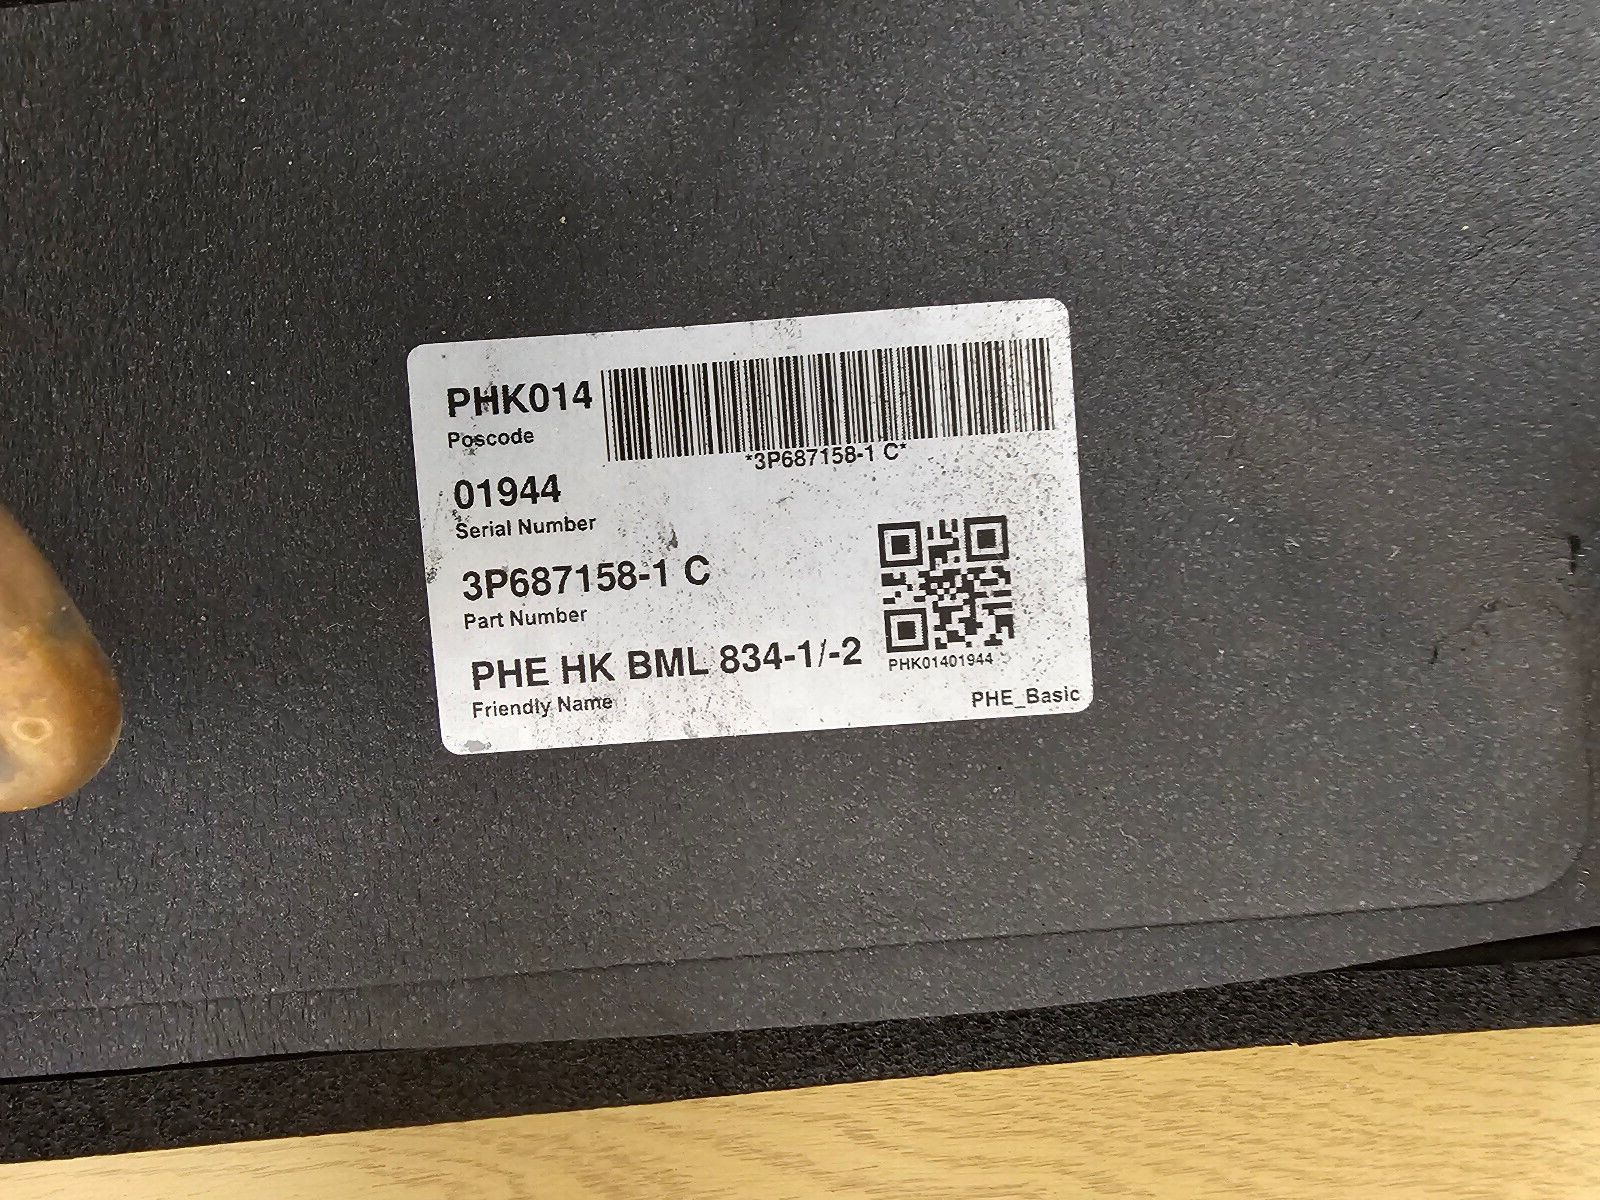 PHK014
Poscode
*3P687158-1 C*
01944
Serial Number
3P687158-1 C
Part Number
PHE HK BML 834-1/-2
Friendly Name
PHK01401944
PHE_Basic